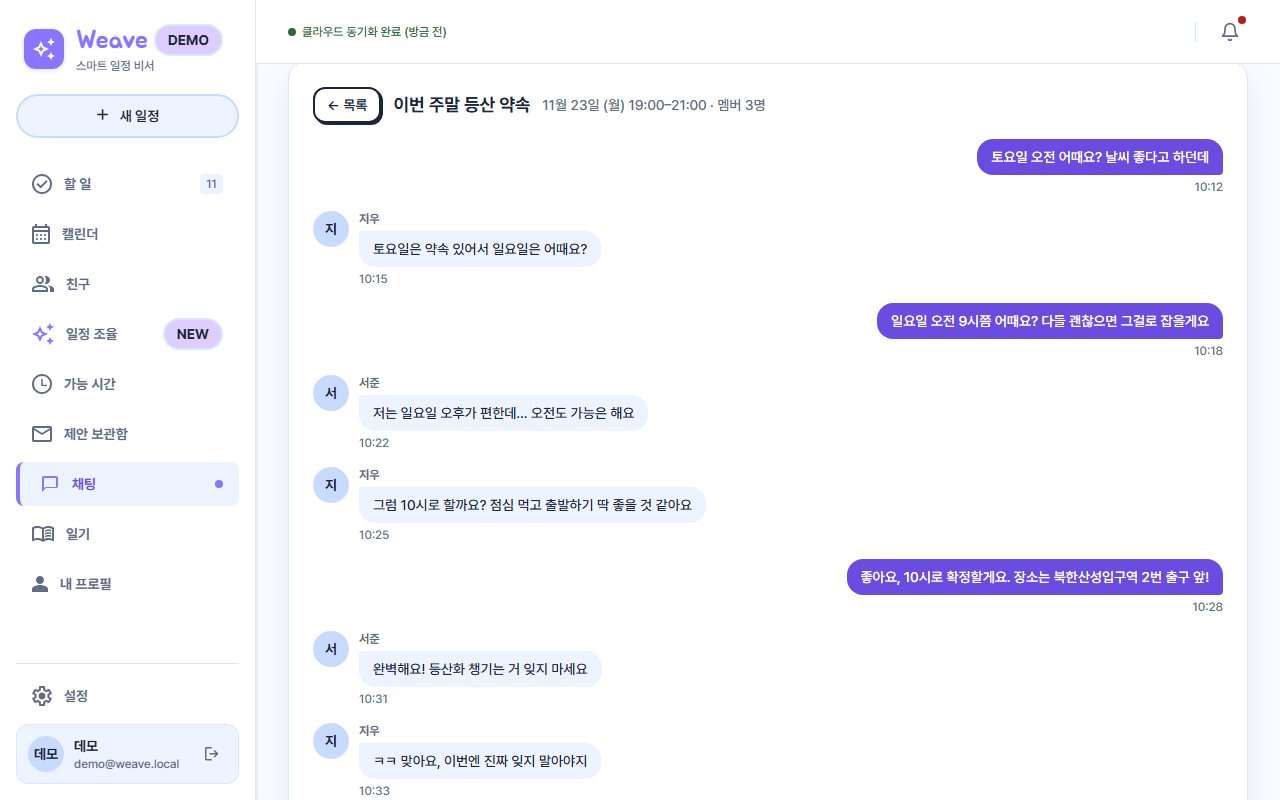 Weave DEMO
스마트 일정 비서
+ 새 일정
할 일 11
캘린더
친구
일정 조율 NEW
가능 시간
제안 보관함
채팅
일기
내 프로필
설정
데모 데모
demo@weave.local
클라우드 동기화 완료 (방금 전)
← 목록 이번 주말 등산 약속 11월 23일 (월) 19:00–21:00 · 멤버 3명
토요일 오전 어때요? 날씨 좋다고 하던데
10:12
지 지우
토요일은 약속 있어서 일요일은 어때요?
10:15
일요일 오전 9시쯤 어때요? 다들 괜찮으면 그걸로 잡을게요
10:18
서 서준
저는 일요일 오후가 편한데... 오전도 가능은 해요
10:22
지 지우
그럼 10시로 할까요? 점심 먹고 출발하기 딱 좋을 것 같아요
10:25
좋아요, 10시로 확정할게요. 장소는 북한산성입구역 2번 출구 앞!
10:28
서 서준
완벽해요! 등산화 챙기는 거 잊지 마세요
10:31
지 지우
ㅋㅋ 맞아요, 이번엔 진짜 잊지 말아야지
10:33